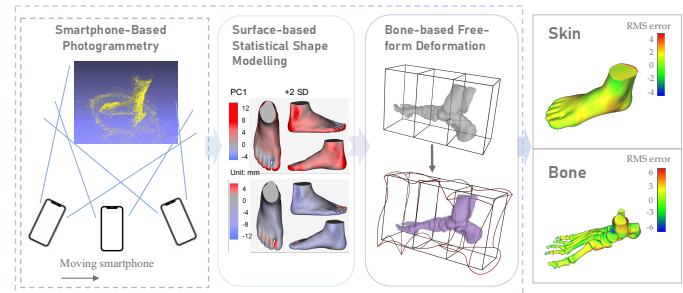 Smartphone-Based
Photogrammetry
Moving smartphone
Surface-based
Statistical Shape
Modelling
PC1
+2 SD
12
8
4
0
-4
Unit: mm
4
0
-4
-8
-12
Bone-based Free-
form Deformation
Skin
RMS error
4
2
0
-2
-4
Bone
RMS error
6
3
0
-3
-6